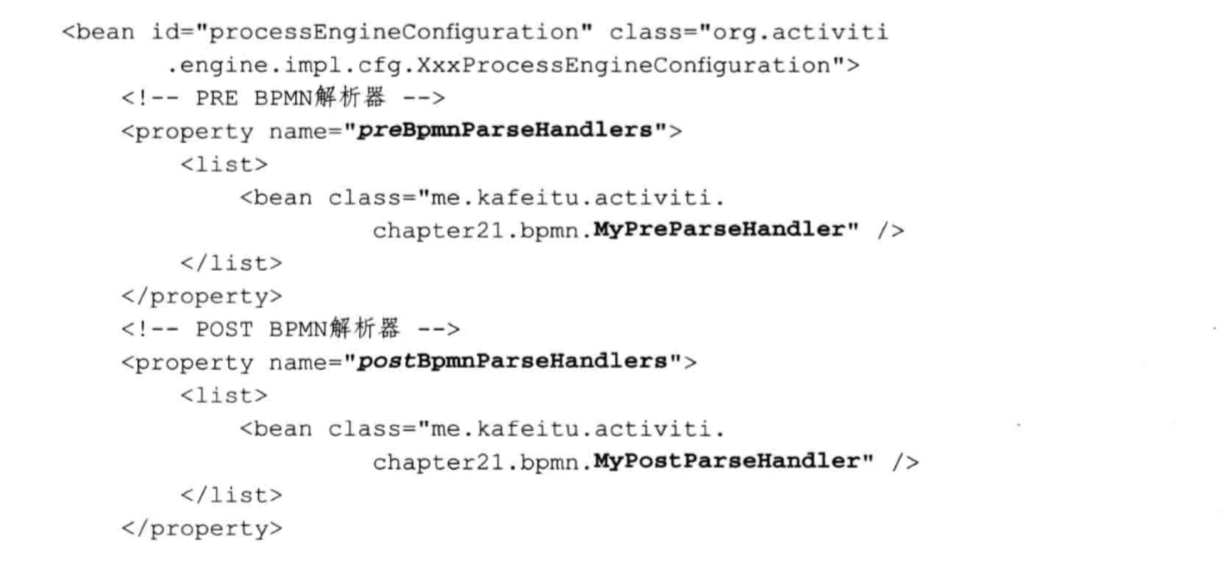 <bean id="processEngineConfiguration" class="org.activiti
.engine.impl.cfg.XxxProcessEngineConfiguration">
<!-- PRE BPMN解析器 -->
<property name="preBpmnParseHandlers">
<list>
<bean class="me.kafeitu.activiti.
chapter21.bpmn.MyPreParseHandler" />
</list>
</property>
<!-- POST BPMN解析器 -->
<property name="postBpmnParseHandlers">
<list>
<bean class="me.kafeitu.activiti.
chapter21.bpmn.MyPostParseHandler" />
</list>
</property>